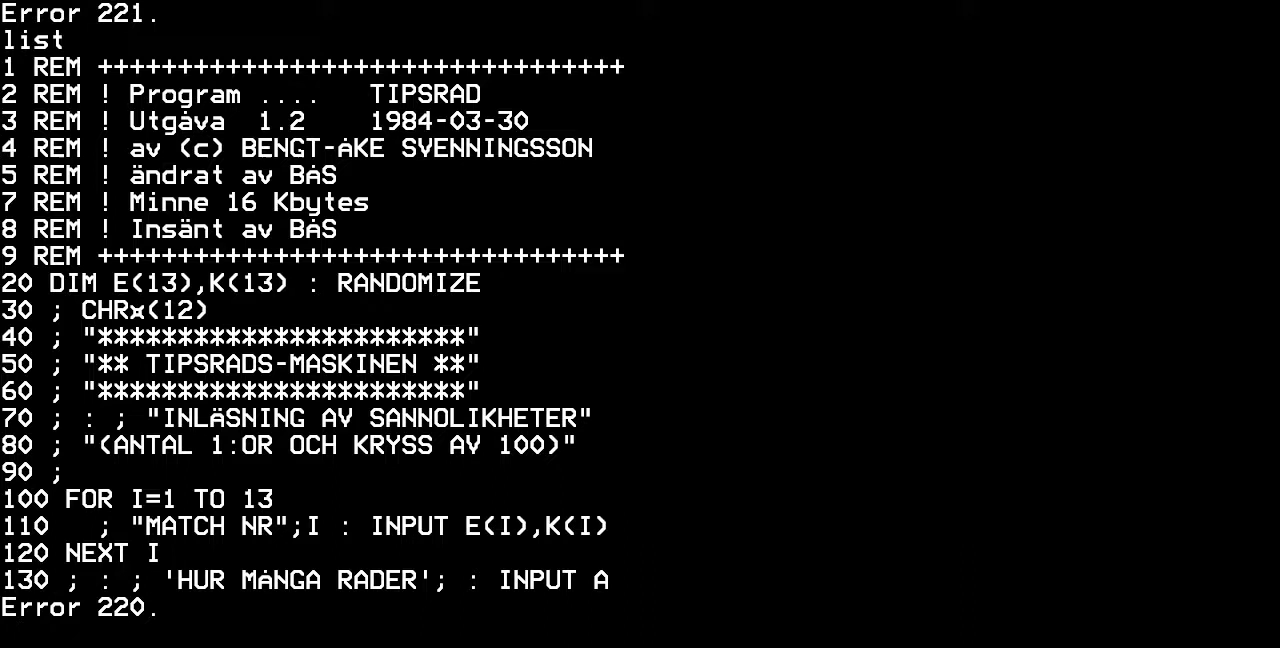 Error 221.
list
1 REM +++++++++++++++++++++++++++++++++
2 REM ! Program ....   TIPSRAD
3 REM ! Utgåva  1.2    1984-03-30
4 REM ! av (c) BENGT-ÅKE SVENNINGSSON
5 REM ! ändrat av BÅS
7 REM ! Minne 16 Kbytes
8 REM ! Insänt av BÅS
9 REM +++++++++++++++++++++++++++++++++
20 DIM E(13),K(13) : RANDOMIZE
30 ; CHR¤(12)
40 ; "***********************"
50 ; "** TIPSRADS-MASKINEN **"
60 ; "***********************"
70 ; : ; "INLÄSNING AV SANNOLIKHETER"
80 ; "(ANTAL 1:OR OCH KRYSS AV 100)"
90 ;
100 FOR I=1 TO 13
110   ; "MATCH NR";I : INPUT E(I),K(I)
120 NEXT I
130 ; : ; 'HUR MÅNGA RADER'; : INPUT A
Error 220.